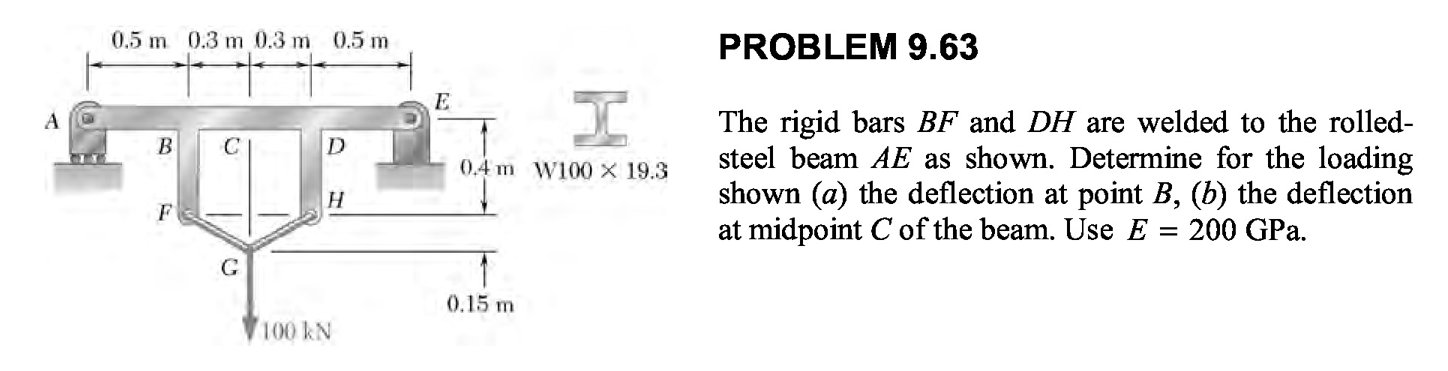 0.5 m 0.3 m 0.3 m 0.5 m
A
E
B
C
D
0.4 m
W100 × 19.3
F
H
G
0.15 m
100 kN
PROBLEM 9.63
The rigid bars BF and DH are welded to the rolled-
steel beam AE as shown. Determine for the loading
shown (a) the deflection at point B, (b) the deflection
at midpoint C of the beam. Use E = 200 GPa.